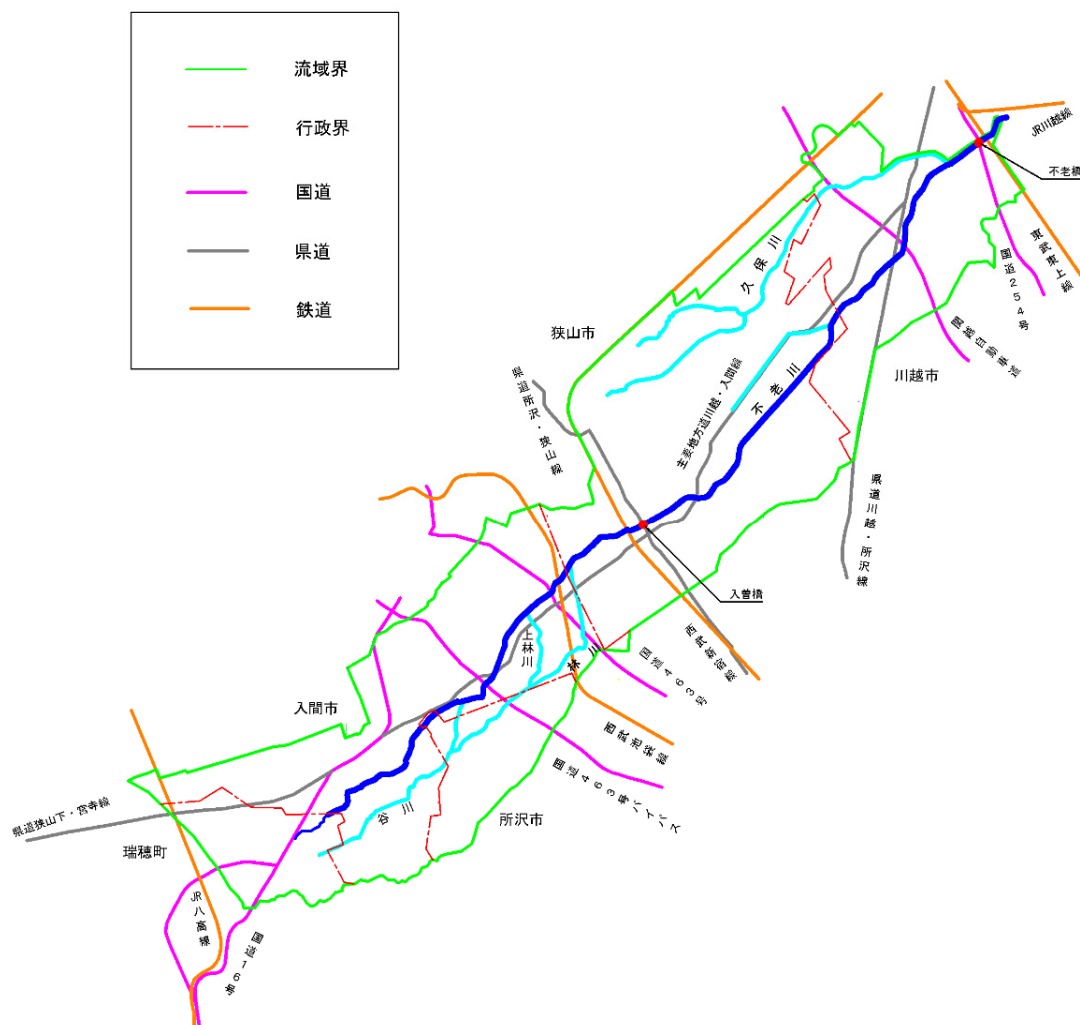 流域界
行政界
国道
県道
鉄道
JR川越線
不老橋
東武東上線
国道254号
関越自動車道
久保川
狭山市
川越市
県道所沢・狭山線
主要地方道川越・入間線
不老川
県道川越・所沢線
入曽橋
西武新宿線
国道463号
上林川
林川
入間市
西武池袋線
国道463号バイパス
県道狭山下・宮寺線
谷川
所沢市
瑞穂町
JR八高線
国道16号